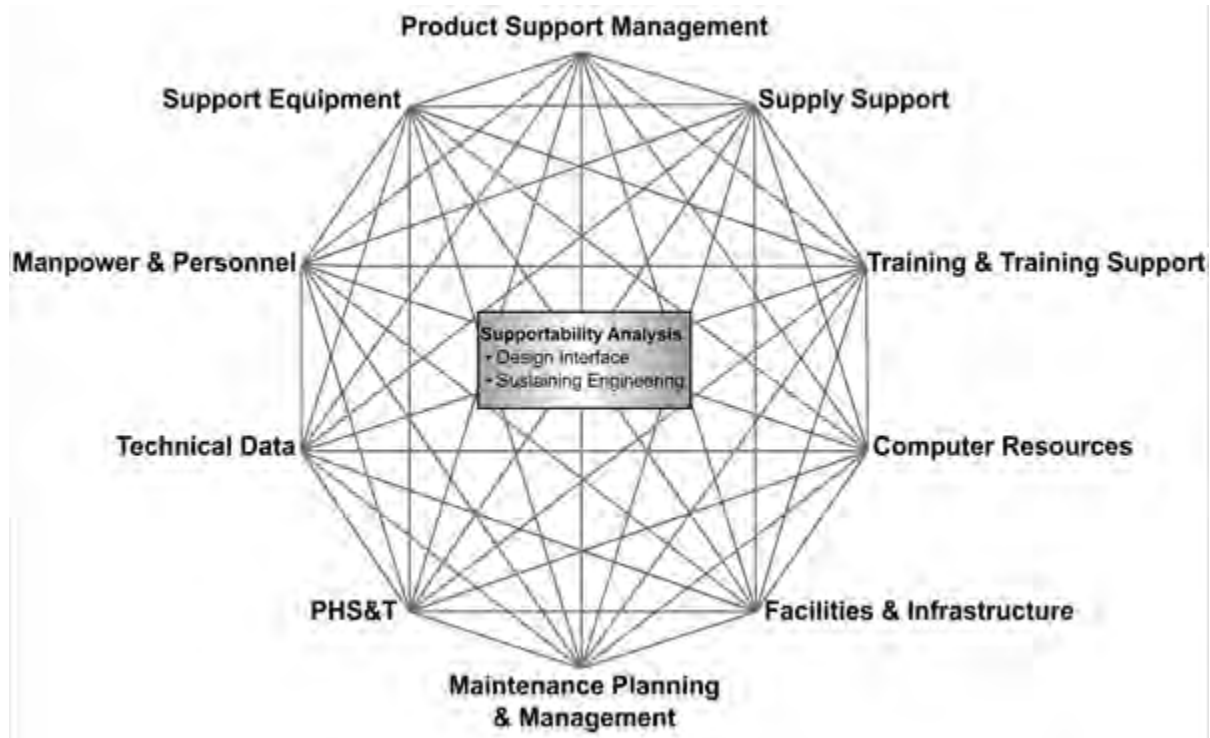 Product Support Management
Support Equipment
Supply Support
Manpower & Personnel
Training & Training Support
Supportability Analysis
• Design Interface
• Sustaining Engineering
Technical Data
Computer Resources
PHS&T
Facilities & Infrastructure
Maintenance Planning
& Management